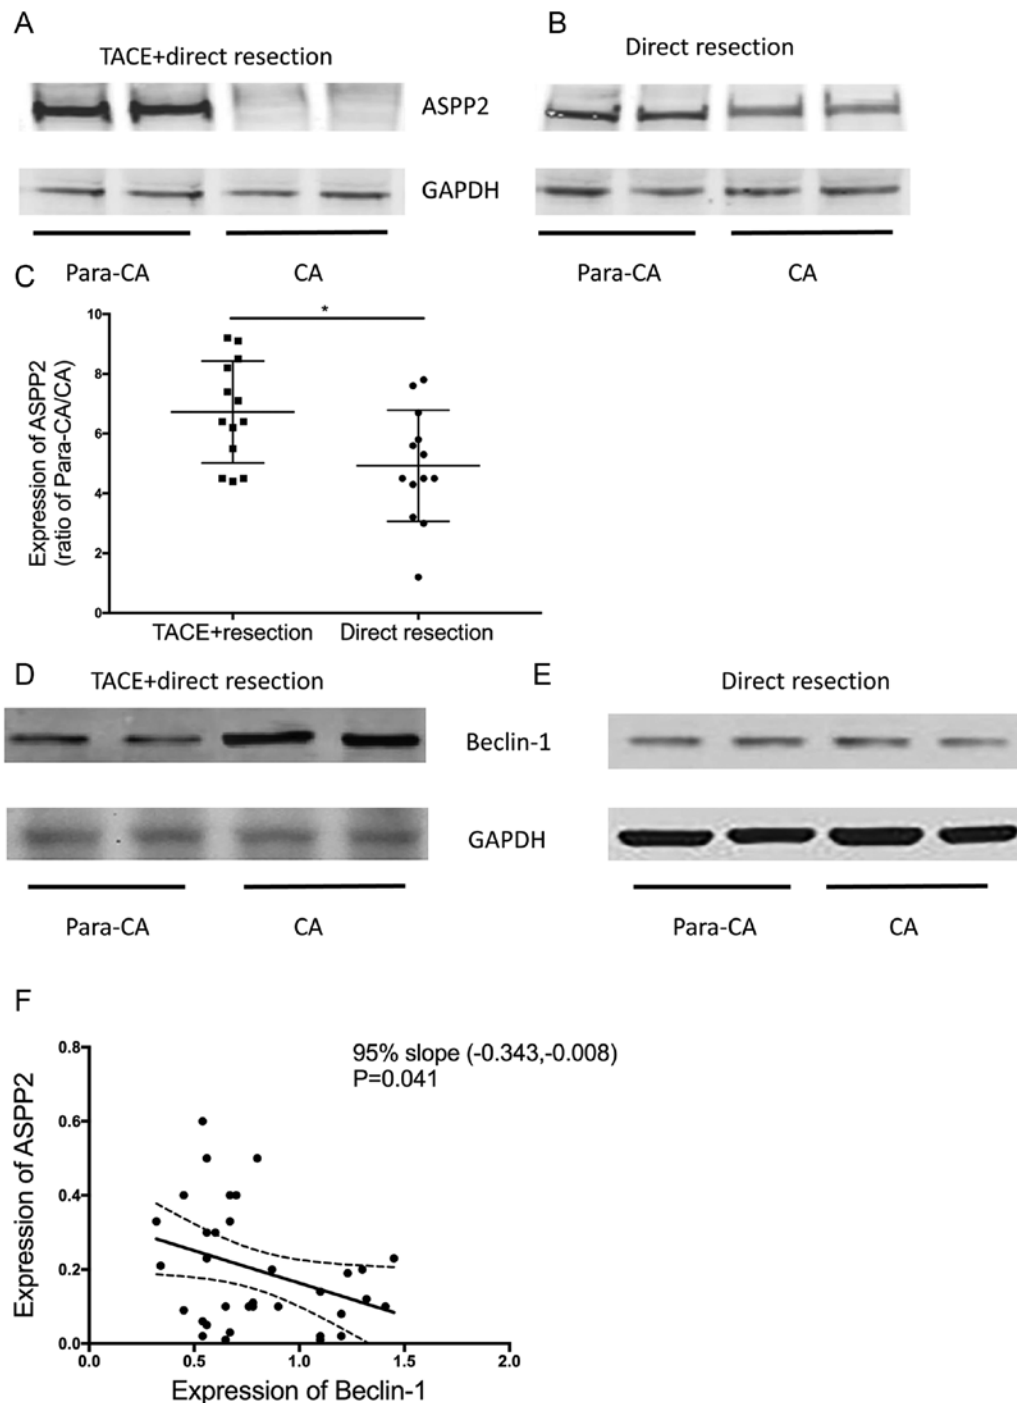 A
TACE+direct resection
ASPP2
GAPDH
Para-CA
CA
B
Direct resection
Para-CA
CA
C
Expression of ASPP2
(ratio of Para-CA/CA)
10
8
6
4
2
0
*
TACE+resection
Direct resection
D
TACE+direct resection
Beclin-1
GAPDH
Para-CA
CA
E
Direct resection
Para-CA
CA
F
95% slope (-0.343,-0.008)
P=0.041
Expression of ASPP2
0.8
0.6
0.4
0.2
0.0
0.0
0.5
1.0
1.5
2.0
Expression of Beclin-1